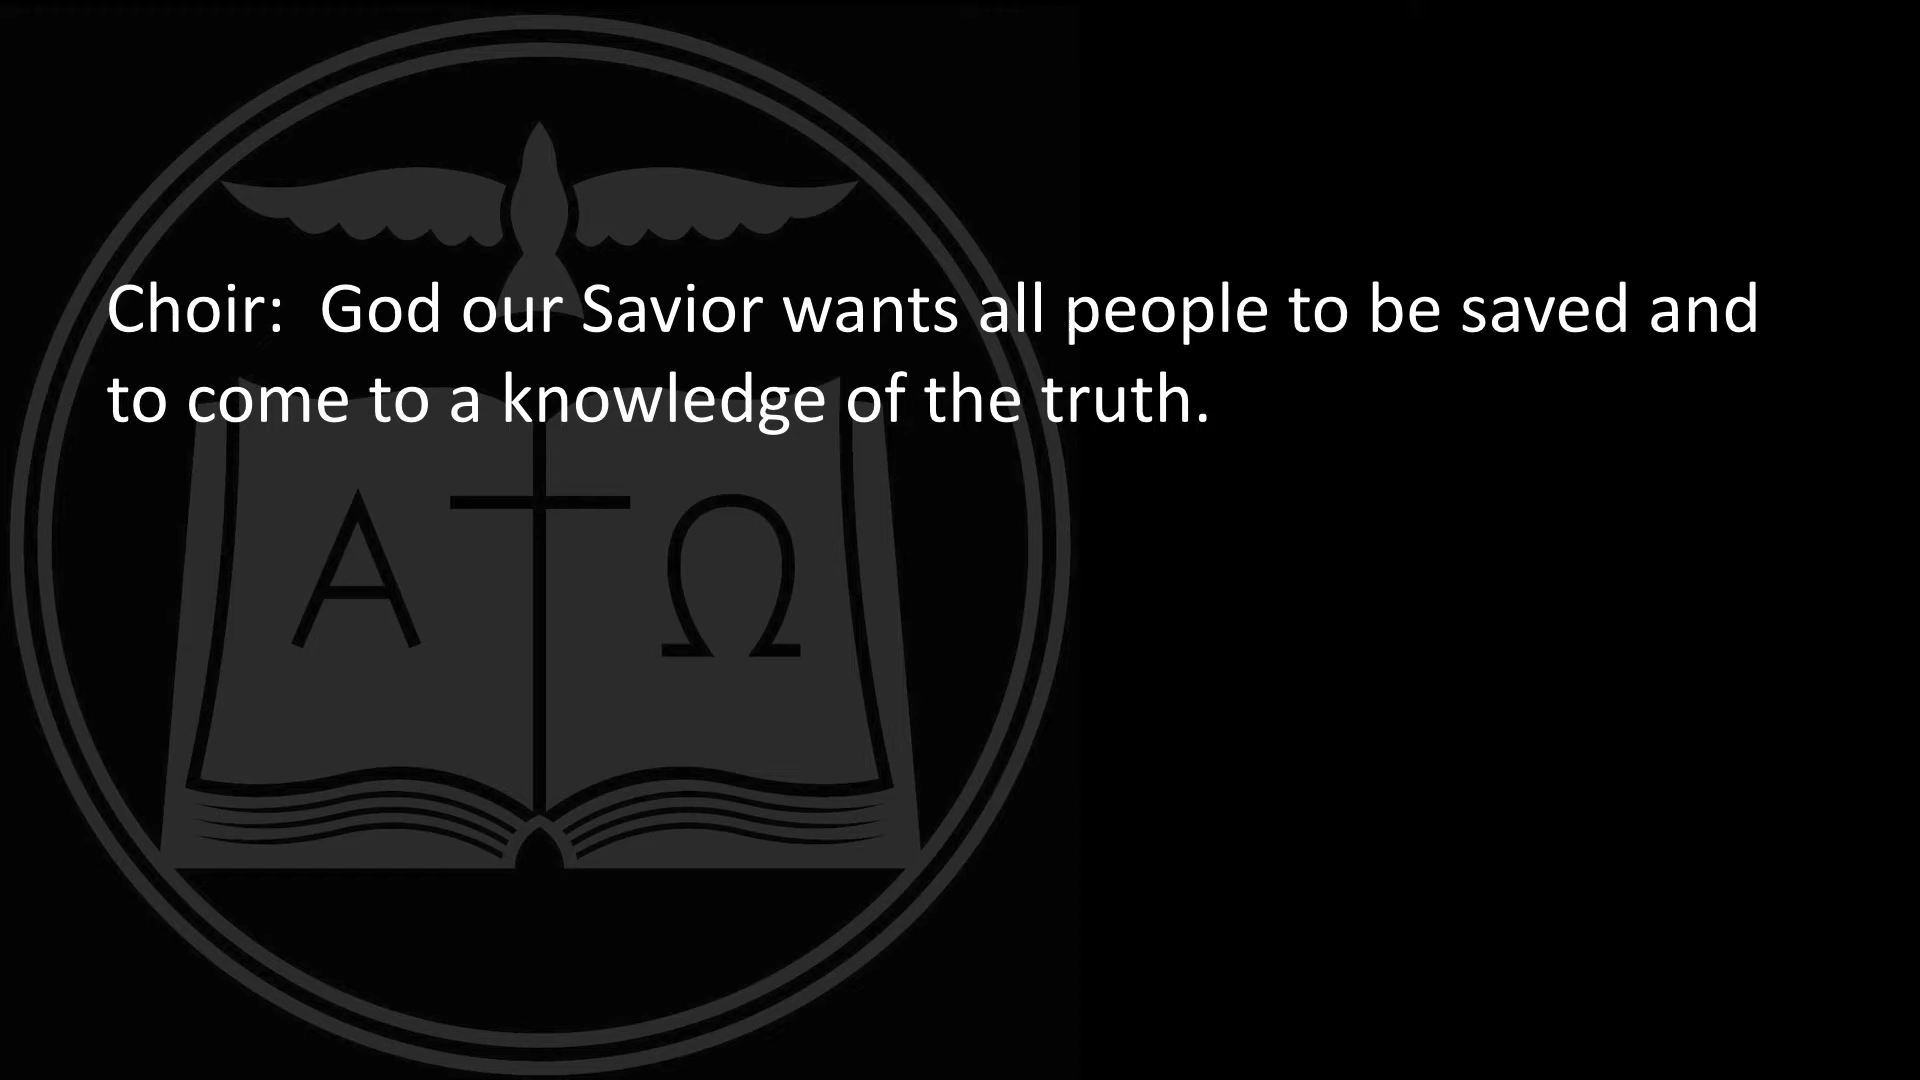 Choir:  God our Savior wants all people to be saved and
to come to a knowledge of the truth.
Α Ω